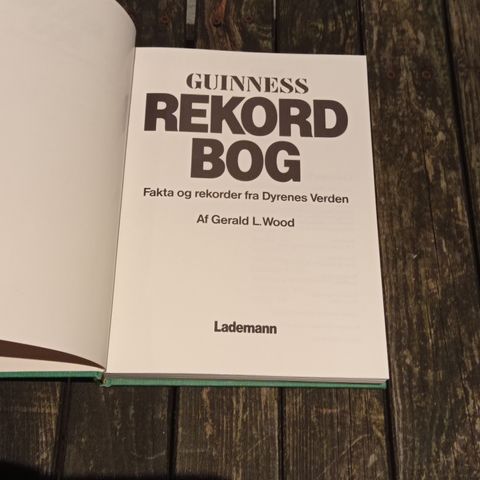 GUINNESS
REKORD
BOG
Fakta og rekorder fra Dyrenes Verden
Af Gerald L. Wood
Lademann